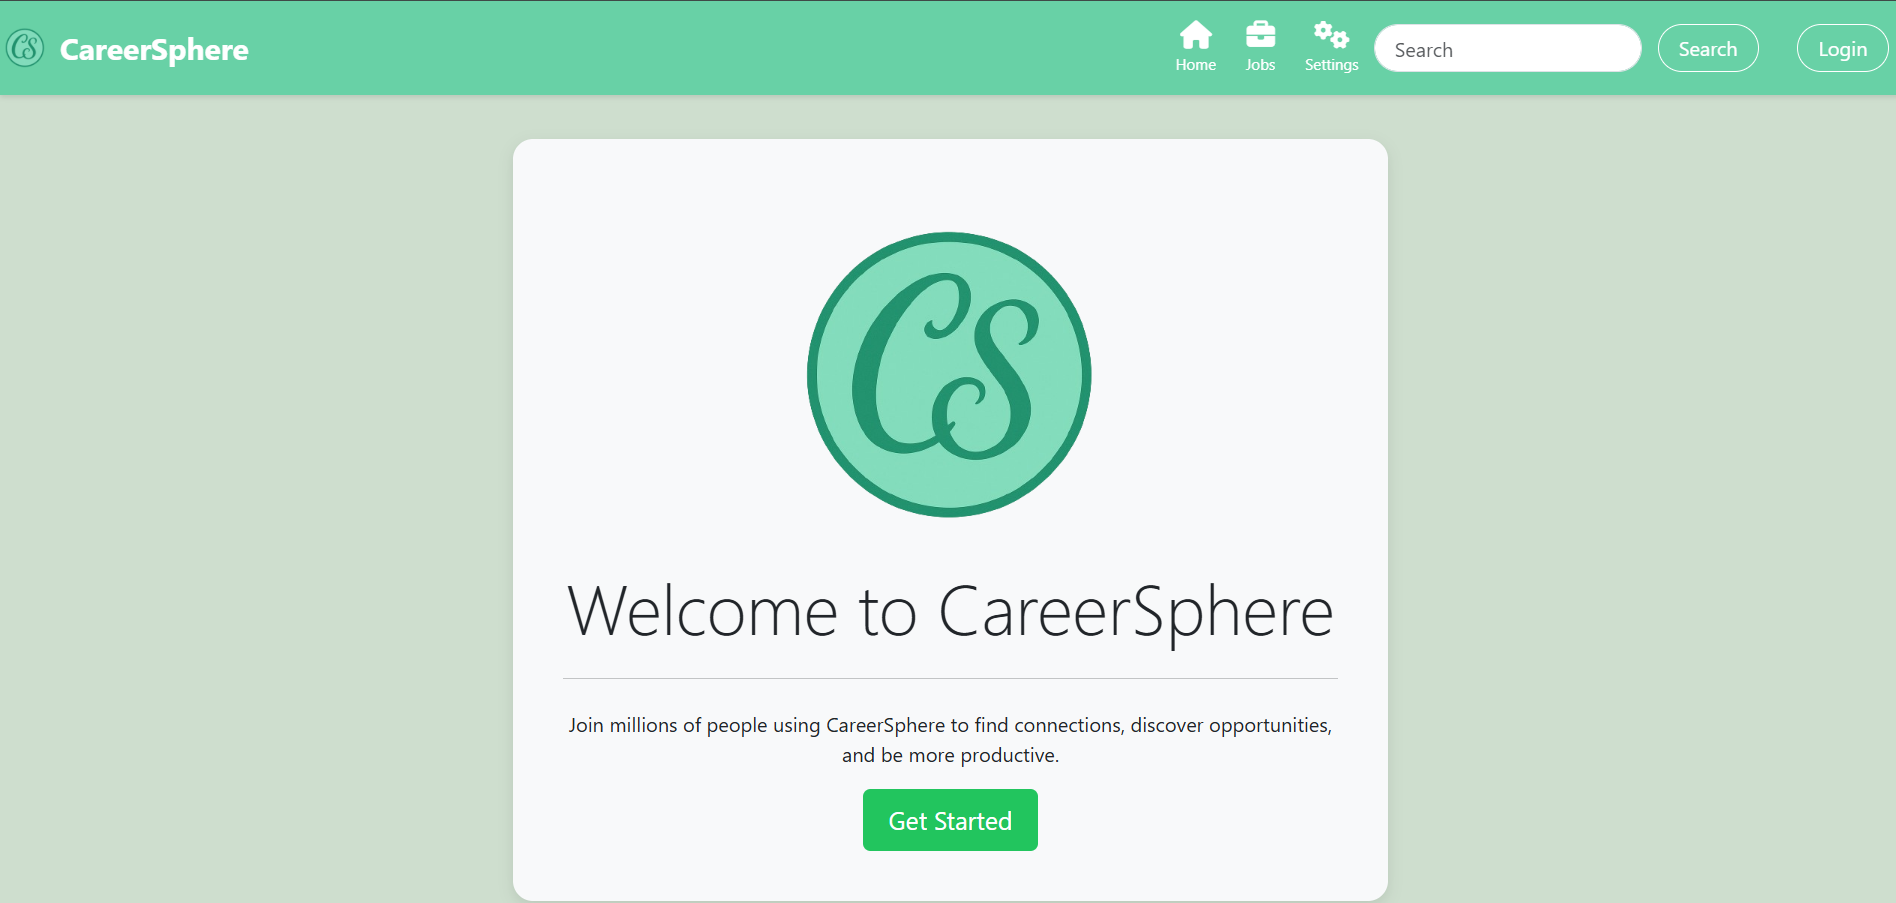 CS
CareerSphere
Home
Jobs
Settings
Search
Search
Login
CS
Welcome to CareerSphere
Join millions of people using CareerSphere to find connections, discover opportunities,
and be more productive.
Get Started